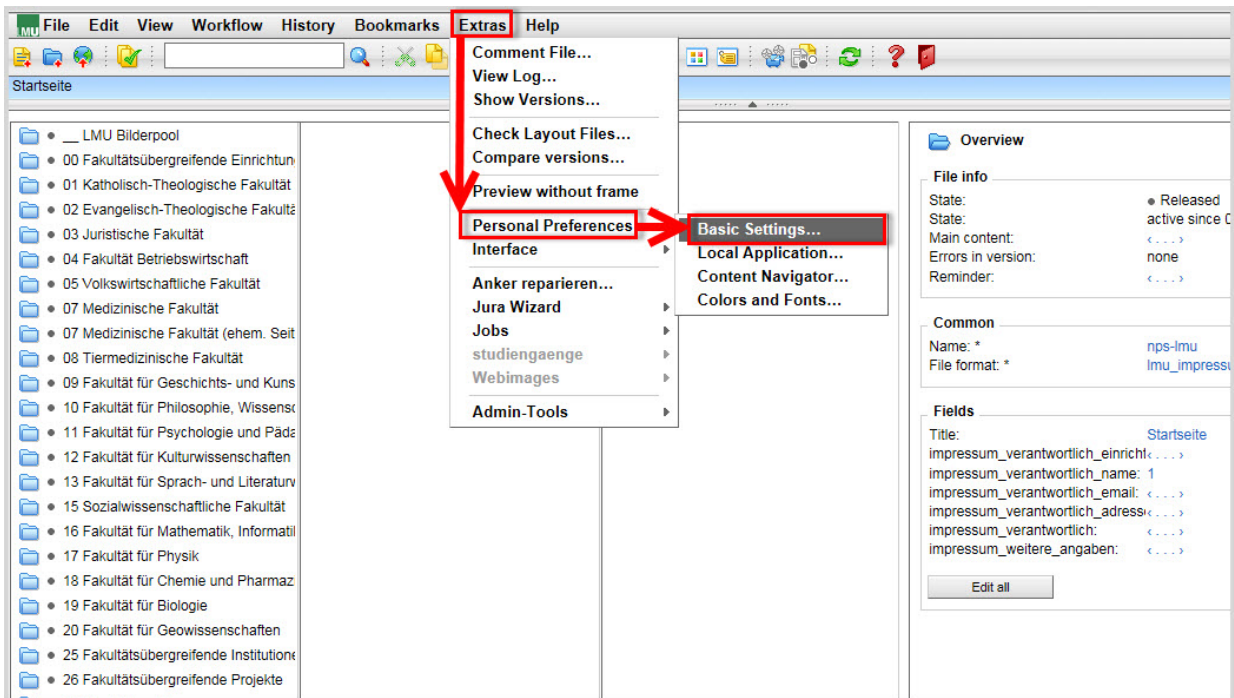 LMU File Edit View Workflow History Bookmarks Extras Help
Startseite
Comment File...
View Log...
Show Versions...
Check Layout Files...
Compare versions...
Preview without frame
Personal Preferences
Interface
Anker reparieren...
Jura Wizard
Jobs
studiengaenge
Webimages
Admin-Tools
Basic Settings...
Local Application...
Content Navigator...
Colors and Fonts...
__ LMU Bilderpool
00 Fakultätsübergreifende Einrichtun
01 Katholisch-Theologische Fakultät
02 Evangelisch-Theologische Fakultä
03 Juristische Fakultät
04 Fakultät Betriebswirtschaft
05 Volkswirtschaftliche Fakultät
07 Medizinische Fakultät
07 Medizinische Fakultät (ehem. Seit
08 Tiermedizinische Fakultät
09 Fakultät für Geschichts- und Kuns
10 Fakultät für Philosophie, Wissensc
11 Fakultät für Psychologie und Päda
12 Fakultät für Kulturwissenschaften
13 Fakultät für Sprach- und Literaturw
15 Sozialwissenschaftliche Fakultät
16 Fakultät für Mathematik, Informatil
17 Fakultät für Physik
18 Fakultät für Chemie und Pharmazi
19 Fakultät für Biologie
20 Fakultät für Geowissenschaften
25 Fakultätsübergreifende Institutione
26 Fakultätsübergreifende Projekte
Overview
File info
State: Released
State: active since 0
Main content: ‹ . . . ›
Errors in version: none
Reminder: ‹ . . . ›
Common
Name: * nps-lmu
File format: * lmu_impressu
Fields
Title: Startseite
impressum_verantwortlich_einricht ‹ . . . ›
impressum_verantwortlich_name: 1
impressum_verantwortlich_email: ‹ . . . ›
impressum_verantwortlich_adresse ‹ . . . ›
impressum_verantwortlich: ‹ . . . ›
impressum_weitere_angaben: ‹ . . . ›
Edit all